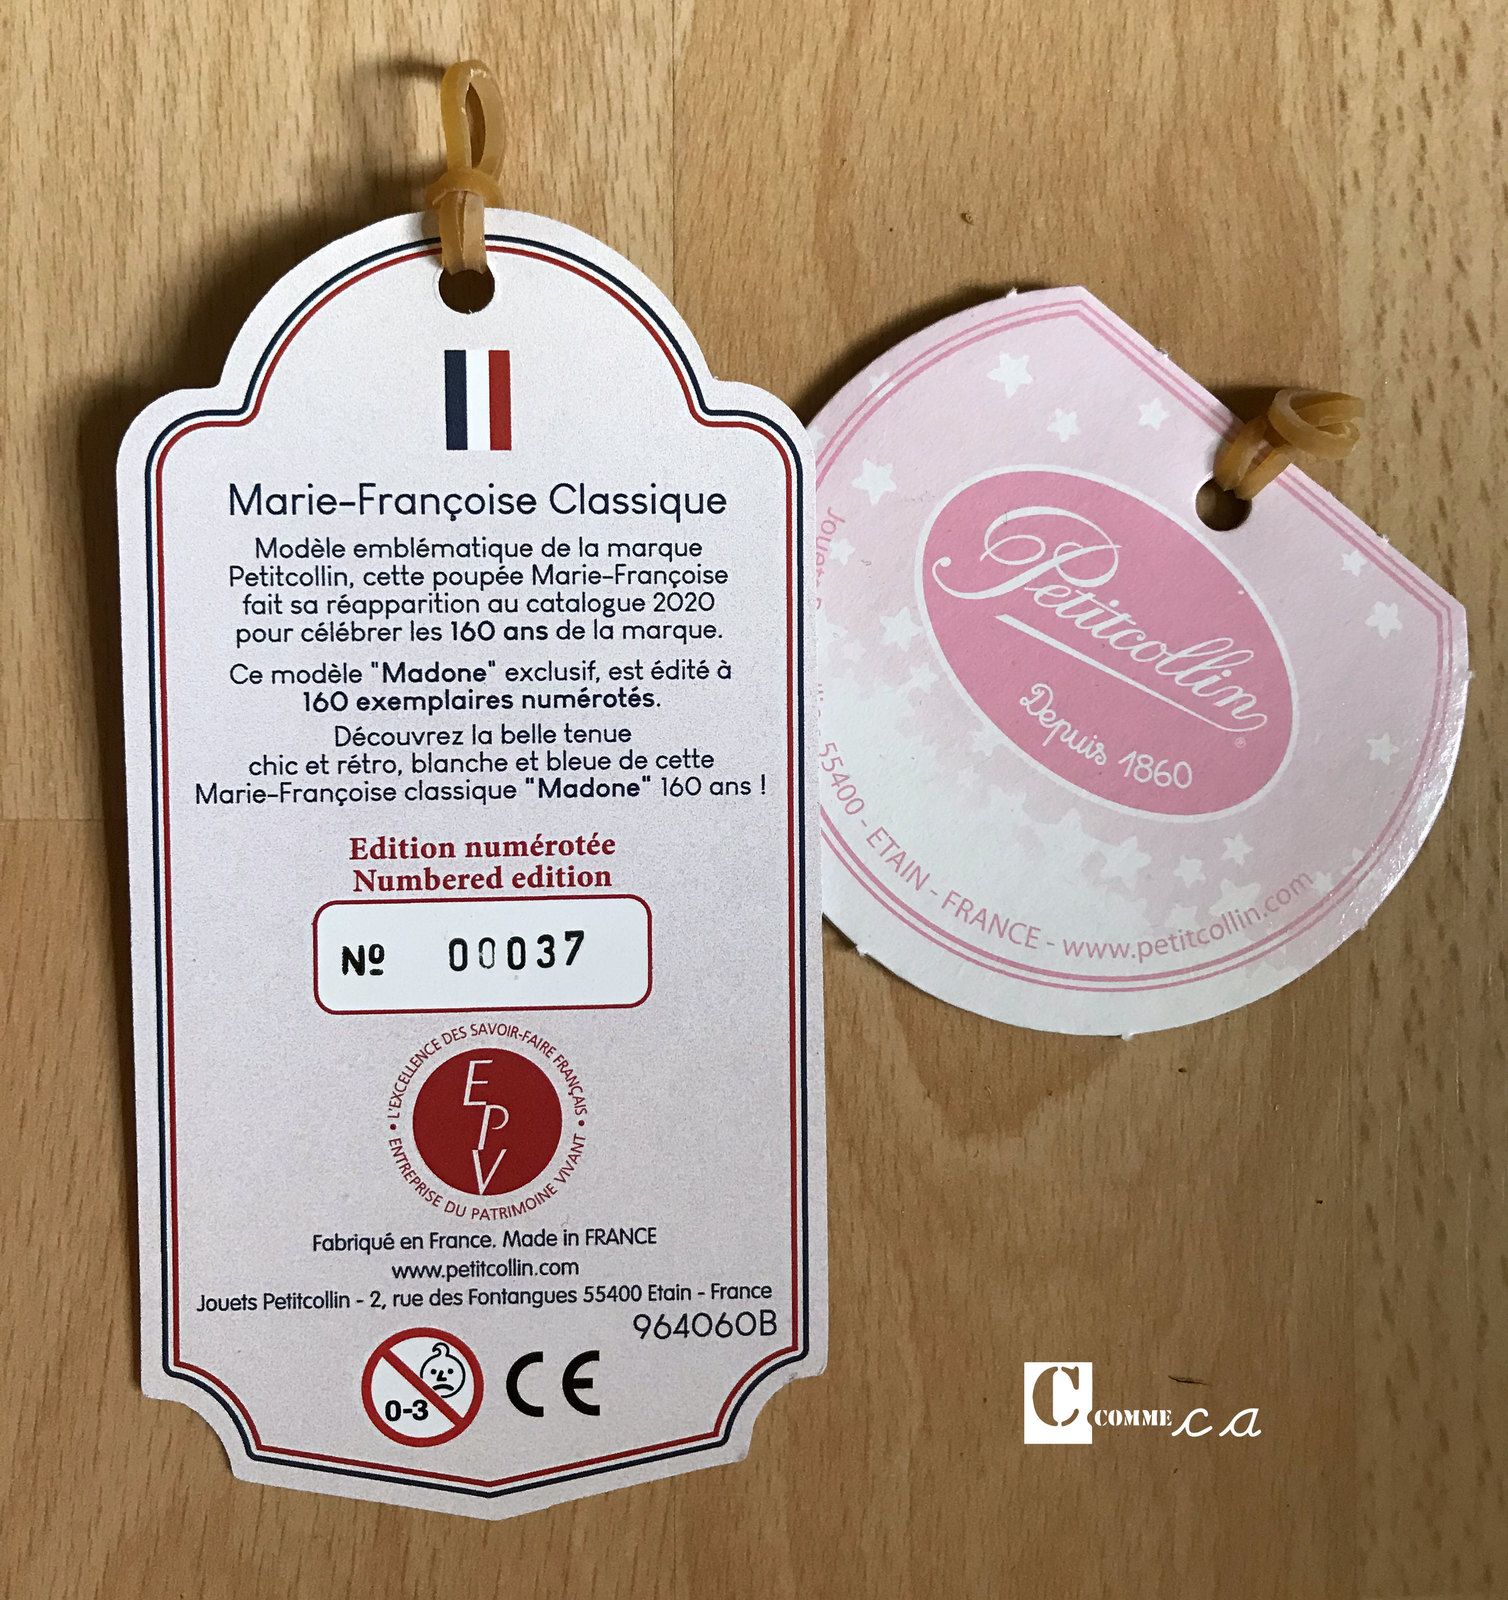 Marie-Françoise Classique
Modèle emblématique de la marque
Petitcollin, cette poupée Marie-Françoise
fait sa réapparition au catalogue 2020
pour célébrer les 160 ans de la marque.
Ce modèle "Madone" exclusif, est édité à
160 exemplaires numérotés.
Découvrez la belle tenue
chic et rétro, blanche et bleue de cette
Marie-Françoise classique "Madone" 160 ans !
Edition numérotée
Numbered edition
Nº 00037
• L'EXCELLENCE DES SAVOIR-FAIRE FRANÇAIS •
EPV
ENTREPRISE DU PATRIMOINE VIVANT
Fabriqué en France. Made in FRANCE
www.petitcollin.com
Jouets Petitcollin - 2, rue des Fontangues 55400 Etain - France
964060B
0-3
CE
Petitcollin®
Depuis 1860
55400 - ETAIN - FRANCE - www.petitcollin.com
C COMME ca